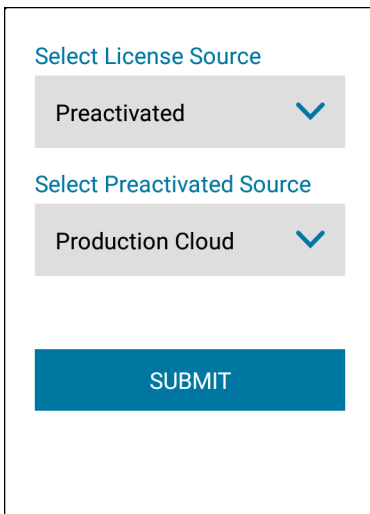 Select License Source
Preactivated
Select Preactivated Source
Production Cloud
SUBMIT